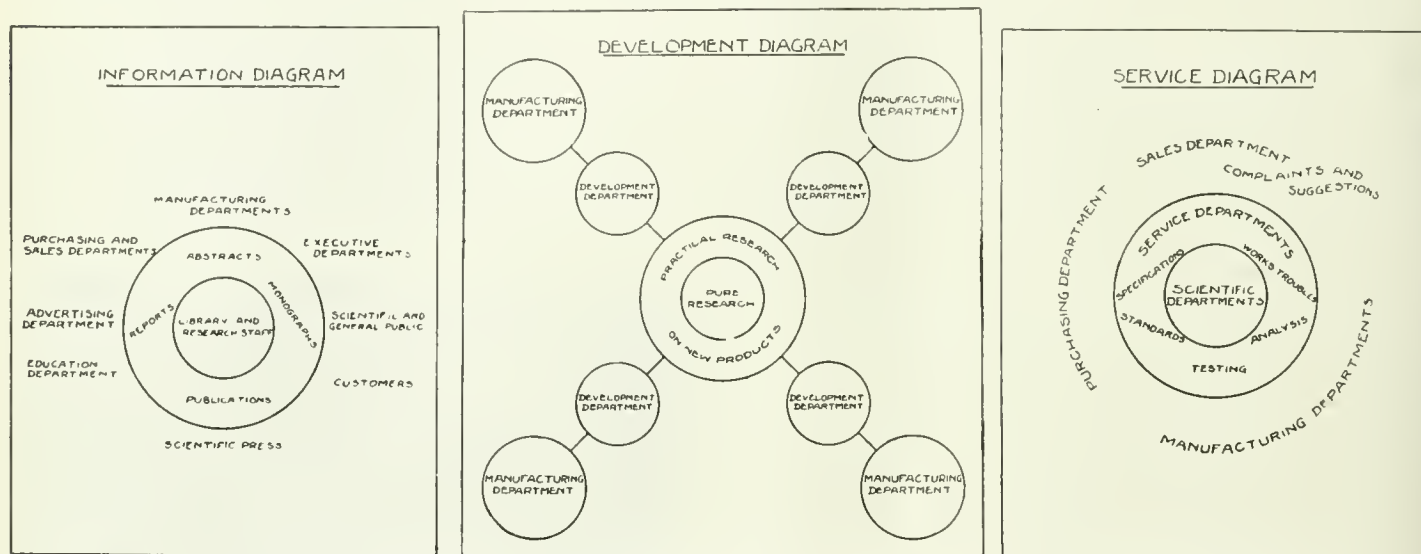 INFORMATION DIAGRAM
MANUFACTURING
DEPARTMENTS
PURCHASING AND
SALES DEPARTMENTS
EXECUTIVE
DEPARTMENTS
ABSTRACTS
REPORTS
MONOGRAPHS
LIBRARY AND
RESEARCH STAFF
ADVERTISING
DEPARTMENT
SCIENTIFIC AND
GENERAL PUBLIC
EDUCATION
DEPARTMENT
CUSTOMERS
PUBLICATIONS
SCIENTIFIC PRESS
DEVELOPMENT DIAGRAM
MANUFACTURING
DEPARTMENT
MANUFACTURING
DEPARTMENT
DEVELOPMENT
DEPARTMENT
DEVELOPMENT
DEPARTMENT
PRACTICAL RESEARCH
PURE
RESEARCH
ON NEW PRODUCTS
DEVELOPMENT
DEPARTMENT
DEVELOPMENT
DEPARTMENT
MANUFACTURING
DEPARTMENT
MANUFACTURING
DEPARTMENT
SERVICE DIAGRAM
SALES DEPARTMENT
COMPLAINTS AND
SUGGESTIONS
PURCHASING DEPARTMENT
SERVICE DEPARTMENTS
SPECIFICATIONS
WORKS TROUBLES
SCIENTIFIC
DEPARTMENTS
STANDARDS
ANALYSIS
TESTING
MANUFACTURING DEPARTMENTS